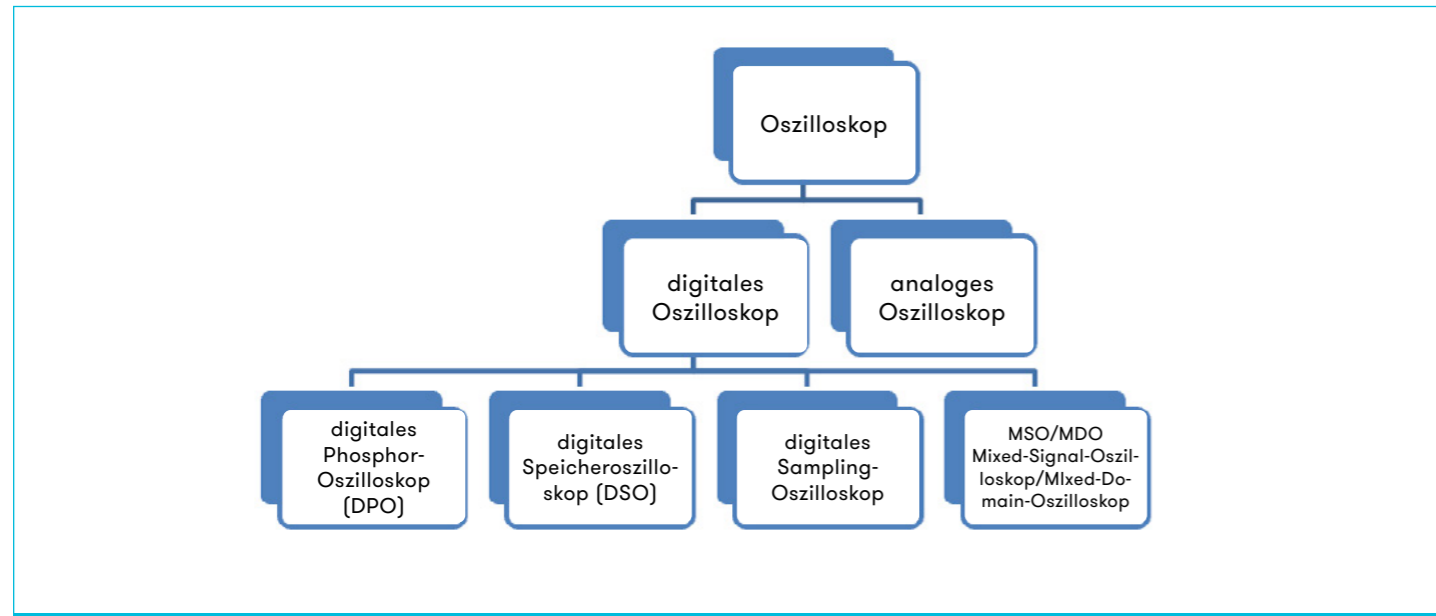 Oszilloskop
digitales
Oszilloskop
analoges
Oszilloskop
digitales
Phosphor-
Oszilloskop
(DPO)
digitales
Speicheroszillo-
skop (DSO)
digitales
Sampling-
Oszilloskop
MSO/MDO
Mixed-Signal-Oszil-
loskop/MIxed-Do-
main-Oszilloskop